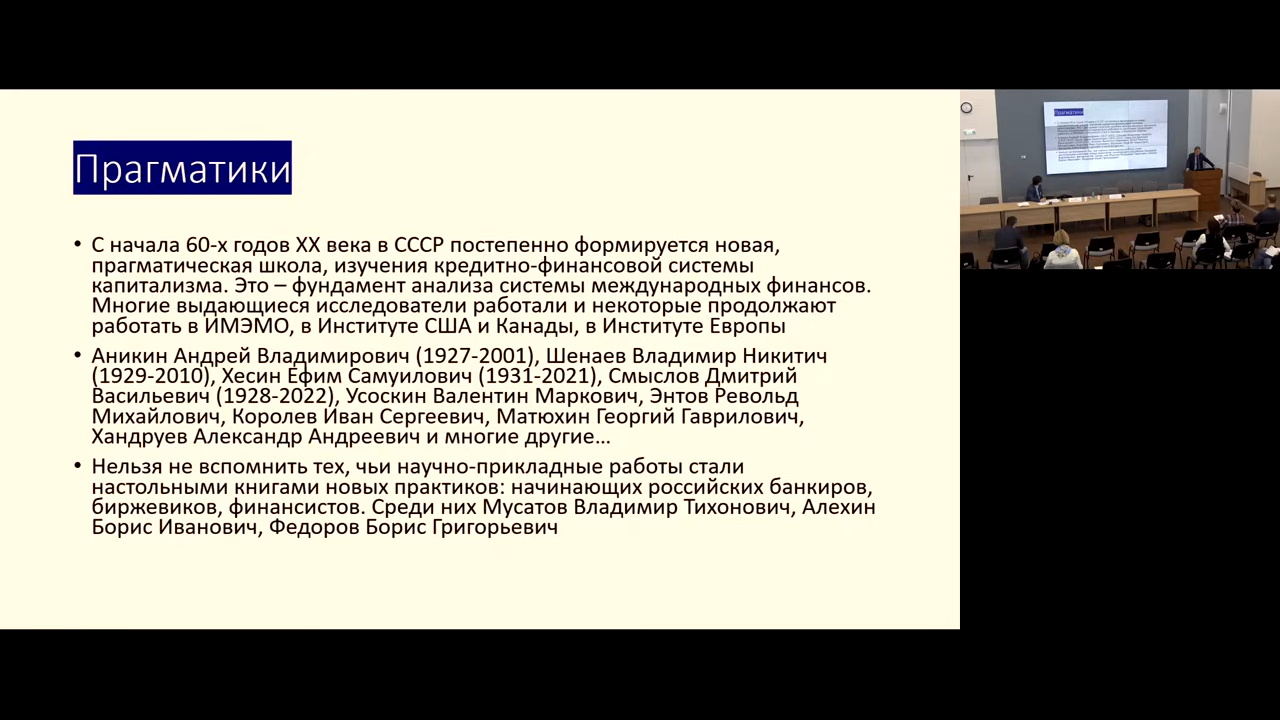 Прагматики
• С начала 60-х годов XX века в СССР постепенно формируется новая,
прагматическая школа, изучения кредитно-финансовой системы
капитализма. Это – фундамент анализа системы международных финансов.
Многие выдающиеся исследователи работали и некоторые продолжают
работать в ИМЭМО, в Институте США и Канады, в Институте Европы
• Аникин Андрей Владимирович (1927-2001), Шенаев Владимир Никитич
(1929-2010), Хесин Ефим Самуилович (1931-2021), Смыслов Дмитрий
Васильевич (1928-2022), Усоскин Валентин Маркович, Энтов Револьд
Михайлович, Королев Иван Сергеевич, Матюхин Георгий Гаврилович,
Хандруев Александр Андреевич и многие другие...
• Нельзя не вспомнить тех, чьи научно-прикладные работы стали
настольными книгами новых практиков: начинающих российских банкиров,
биржевиков, финансистов. Среди них Мусатов Владимир Тихонович, Алехин
Борис Иванович, Федоров Борис Григорьевич
Прагматики